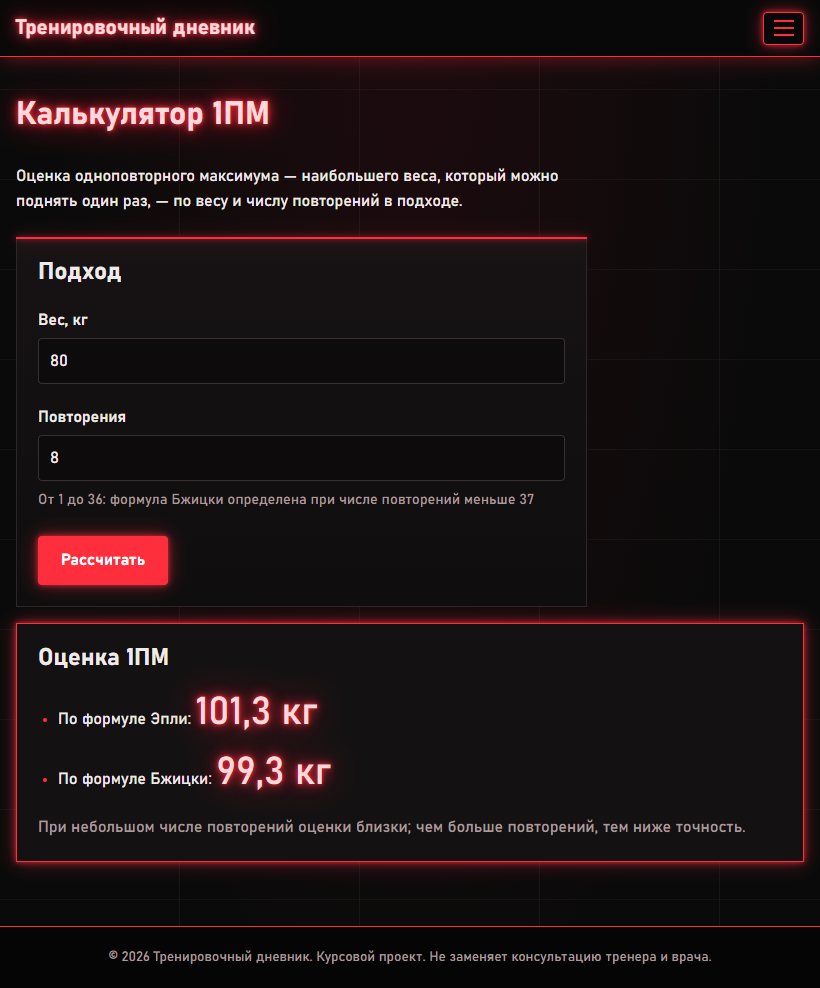 Тренировочный дневник
Калькулятор 1ПМ
Оценка одноповторного максимума — наибольшего веса, который можно
поднять один раз, — по весу и числу повторений в подходе.
Подход
Вес, кг
80
Повторения
8
От 1 до 36: формула Бжицки определена при числе повторений меньше 37
Рассчитать
Оценка 1ПМ
По формуле Эпли: 101,3 кг
По формуле Бжицки: 99,3 кг
При небольшом числе повторений оценки близки; чем больше повторений, тем ниже точность.
© 2026 Тренировочный дневник. Курсовой проект. Не заменяет консультацию тренера и врача.